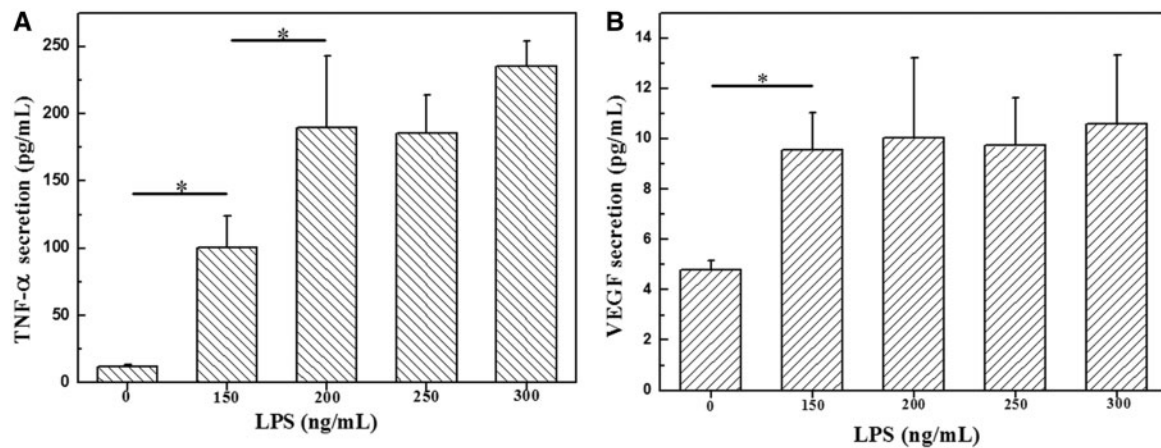 A
TNF-α secretion (pg/mL)
250
200
150
100
50
0
*
*
0 150 200 250 300
LPS (ng/mL)
B
VEGF secretion (pg/mL)
14
12
10
8
6
4
2
0
*
0 150 200 250 300
LPS (ng/mL)